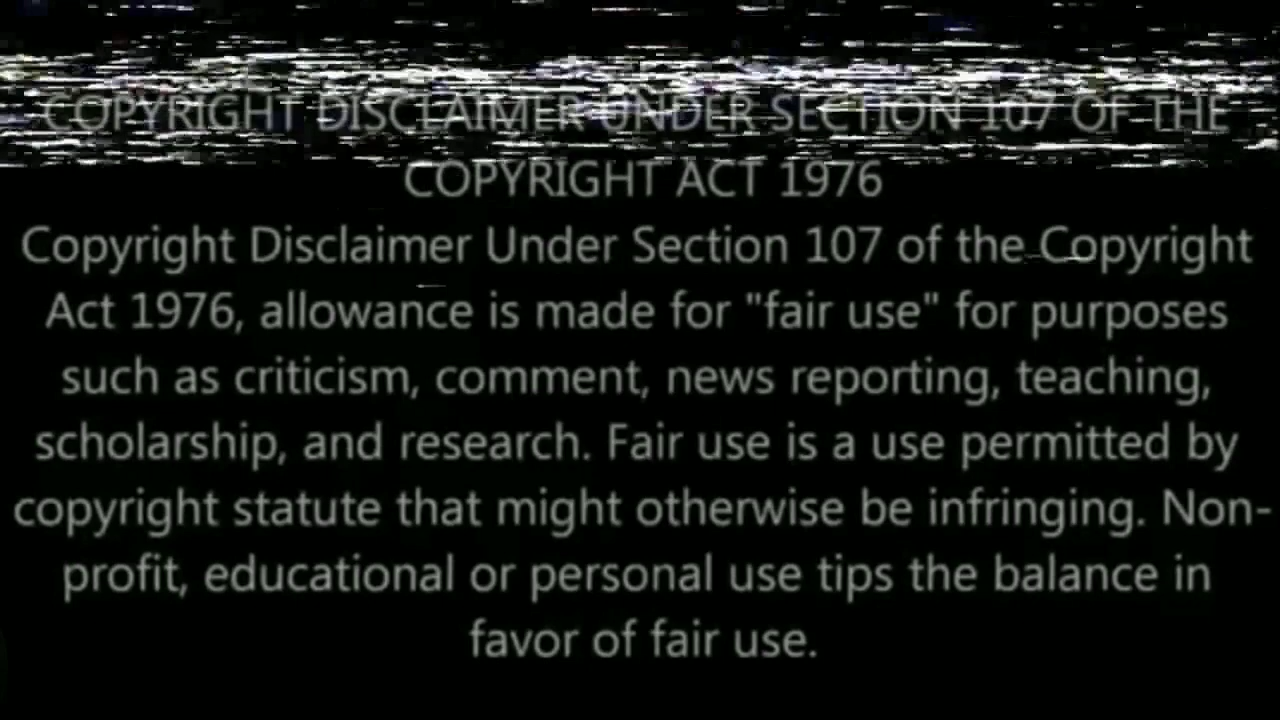 COPYRIGHT DISCLAIMER UNDER SECTION 107 OF THE
COPYRIGHT ACT 1976
Copyright Disclaimer Under Section 107 of the Copyright
Act 1976, allowance is made for "fair use" for purposes
such as criticism, comment, news reporting, teaching,
scholarship, and research. Fair use is a use permitted by
copyright statute that might otherwise be infringing. Non-
profit, educational or personal use tips the balance in
favor of fair use.